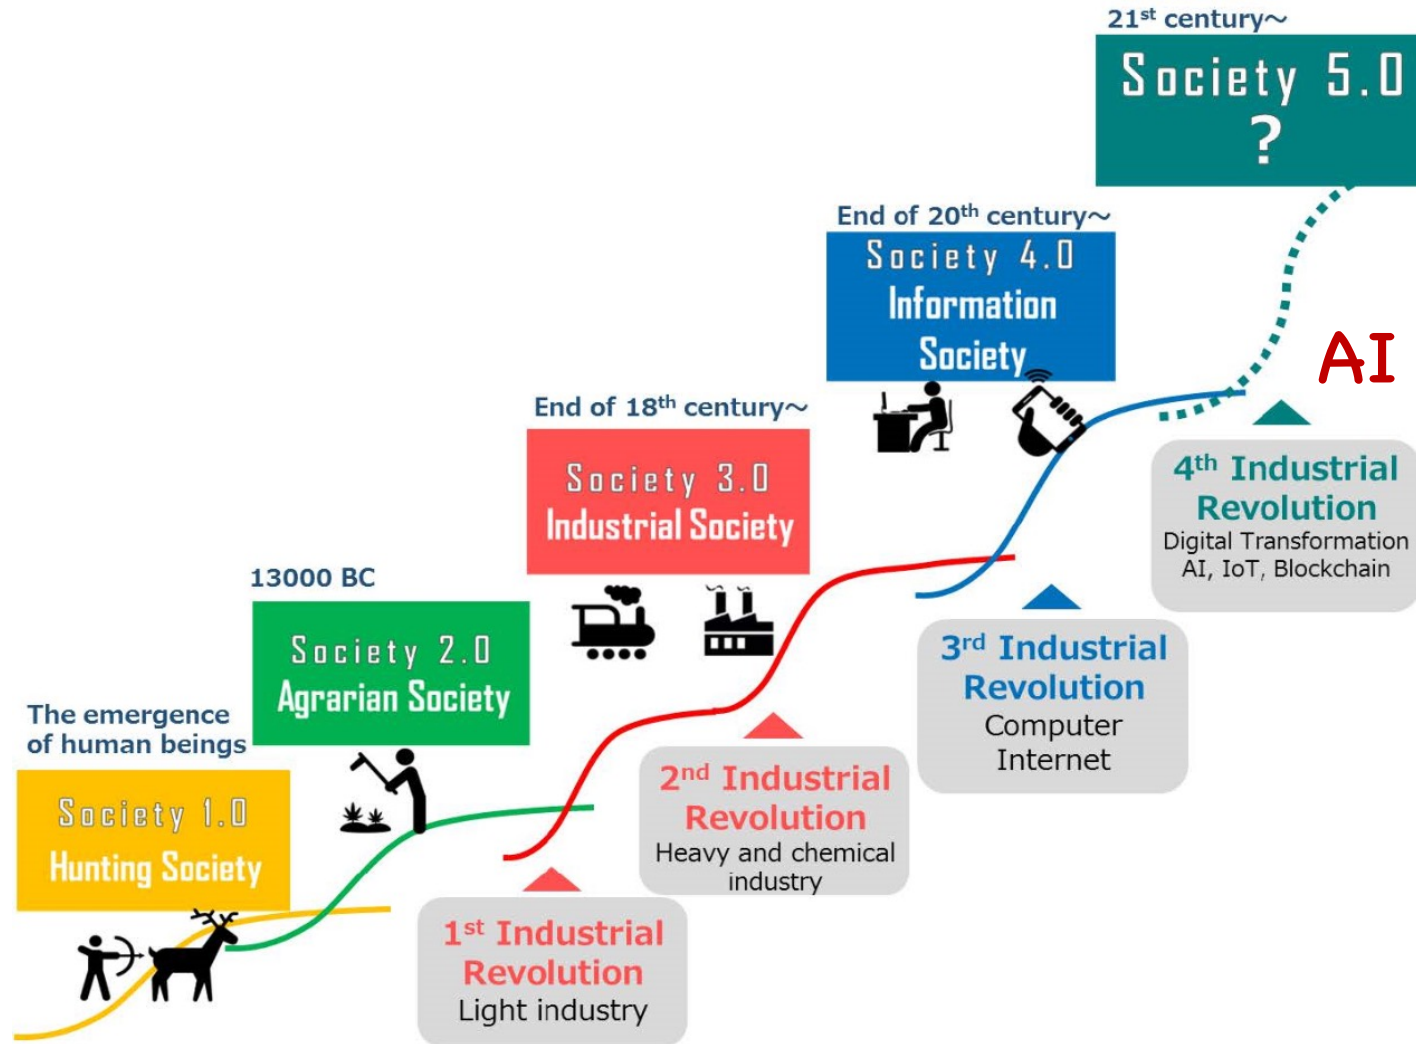 21st century～
Society 5.0
?
End of 20th century～
Society 4.0
Information
Society
AI
End of 18th century～
Society 3.0
Industrial Society
4th Industrial
Revolution
Digital Transformation
AI, IoT, Blockchain
13000 BC
Society 2.0
Agrarian Society
3rd Industrial
Revolution
Computer
Internet
The emergence
of human beings
Society 1.0
Hunting Society
2nd Industrial
Revolution
Heavy and chemical
industry
1st Industrial
Revolution
Light industry